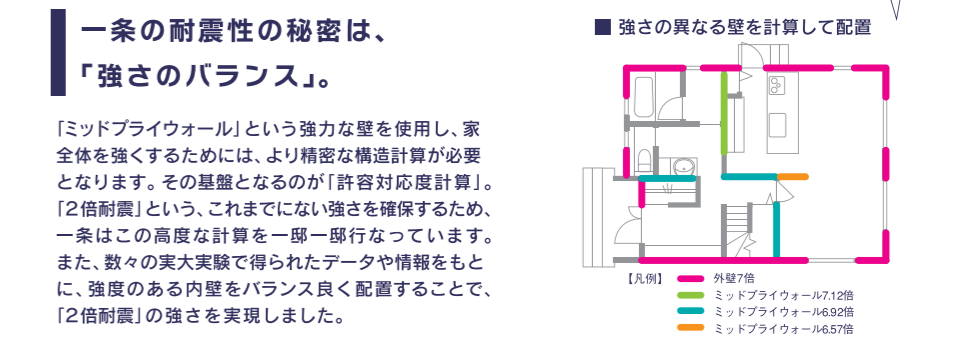 一条の耐震性の秘密は、
「強さのバランス」。
「ミッドプライウォール」という強力な壁を使用し、家
全体を強くするためには、より精密な構造計算が必要
となります。その基盤となるのが「許容対応度計算」。
「2倍耐震」という、これまでにない強さを確保するため、
一条はこの高度な計算を一邸一邸行なっています。
また、数々の実大実験で得られたデータや情報をもと
に、強度のある内壁をバランス良く配置することで、
「2倍耐震」の強さを実現しました。
■ 強さの異なる壁を計算して配置
【凡例】
外壁7倍
ミッドプライウォール7.12倍
ミッドプライウォール6.92倍
ミッドプライウォール6.57倍